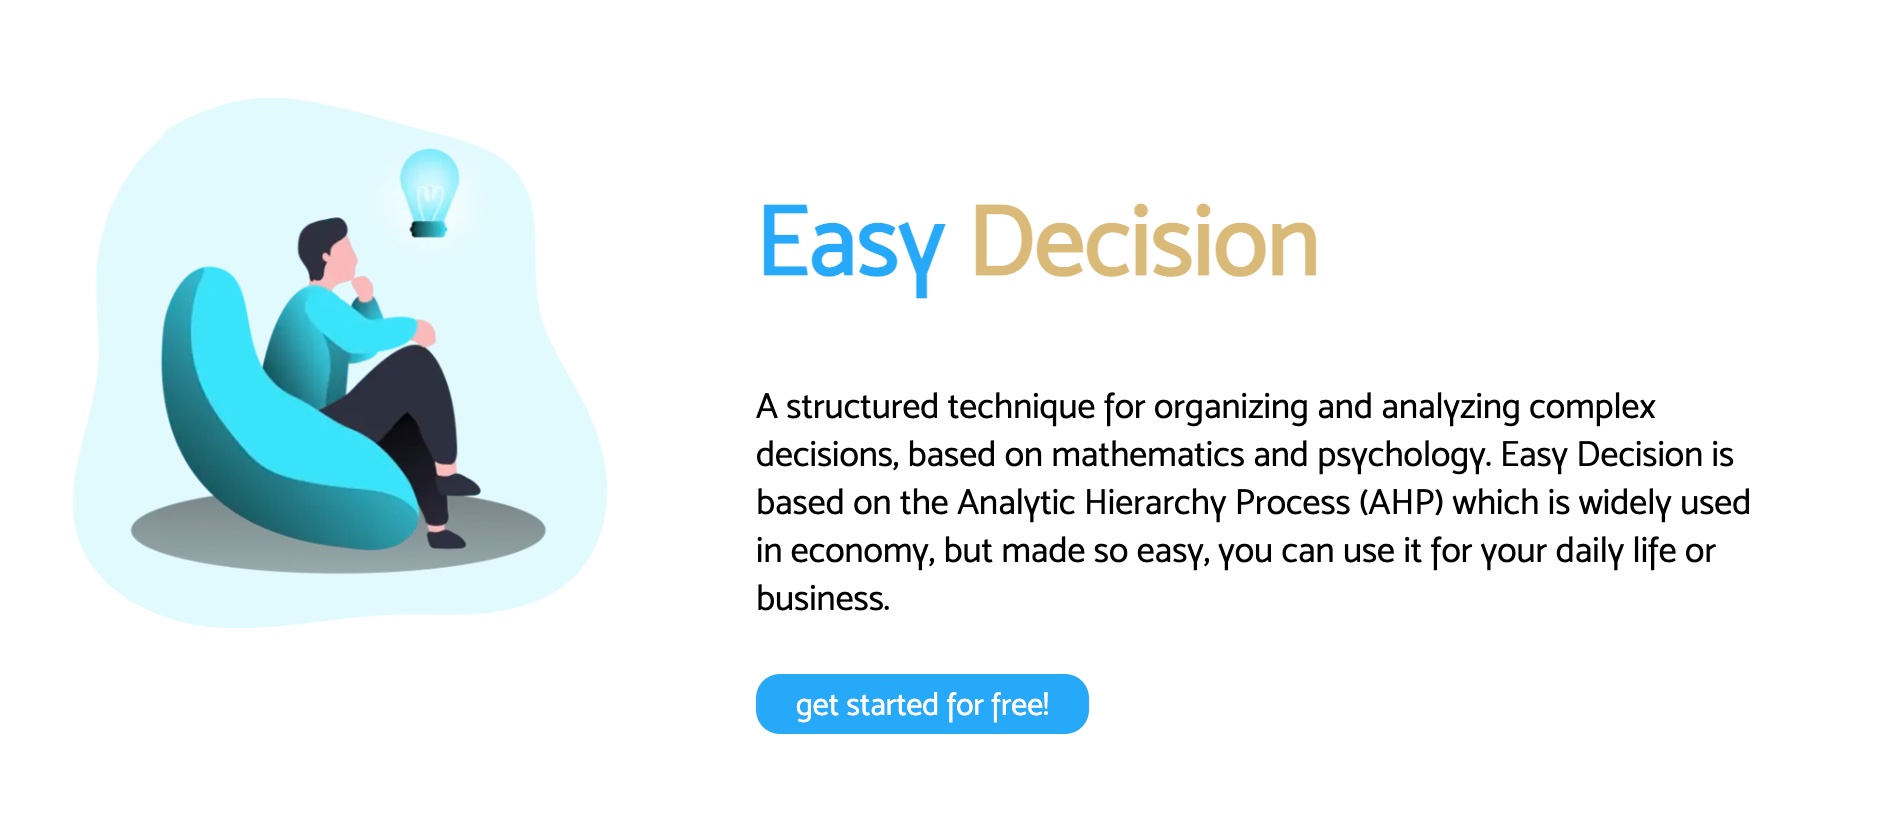 Easy Decision
A structured technique for organizing and analyzing complex
decisions, based on mathematics and psychology. Easy Decision is
based on the Analytic Hierarchy Process (AHP) which is widely used
in economy, but made so easy, you can use it for your daily life or
business.
get started for free!